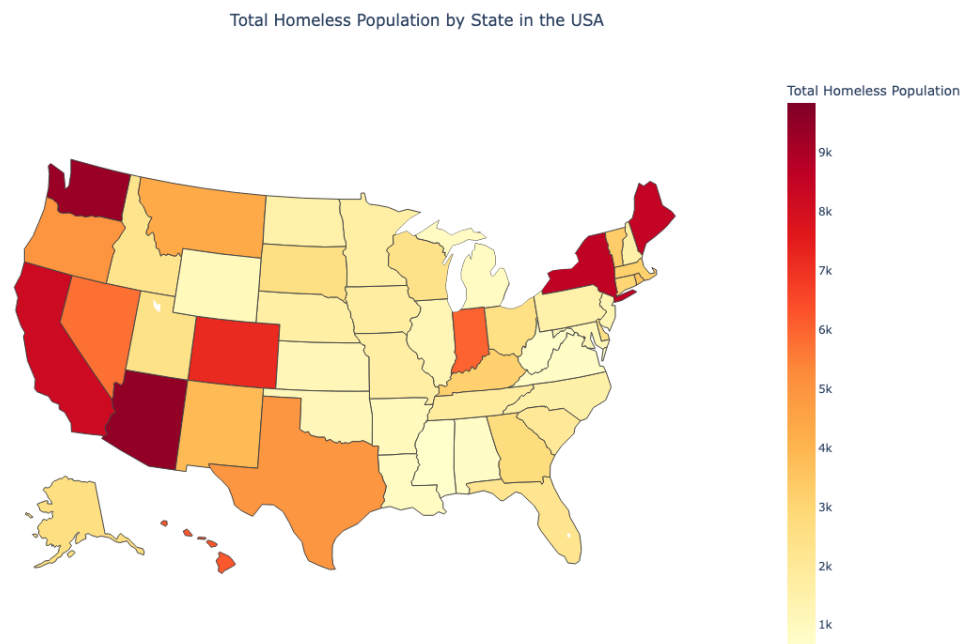 Total Homeless Population by State in the USA
Total Homeless Population
9k
8k
7k
6k
5k
4k
3k
2k
1k